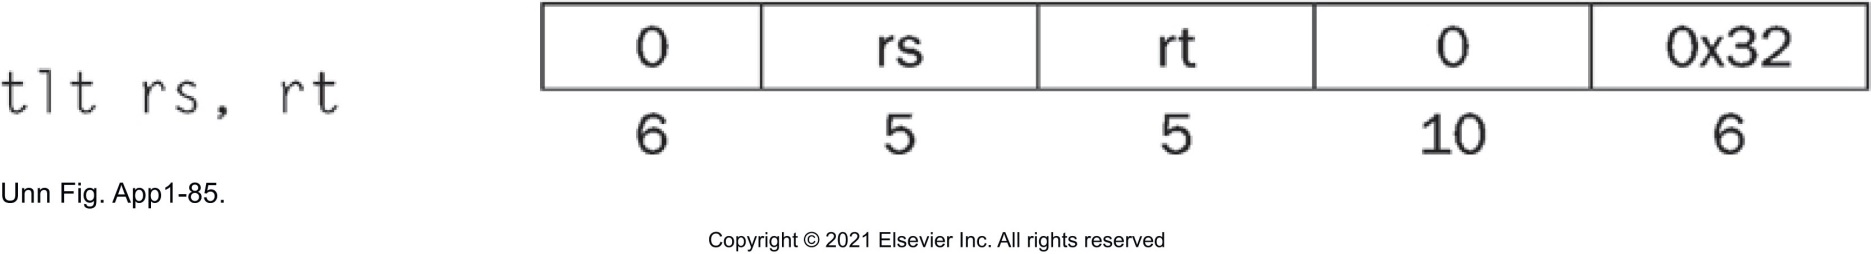 0 rs rt 0 0x32
tlt rs, rt
6 5 5 10 6
Unn Fig. App1-85.
Copyright © 2021 Elsevier Inc. All rights reserved